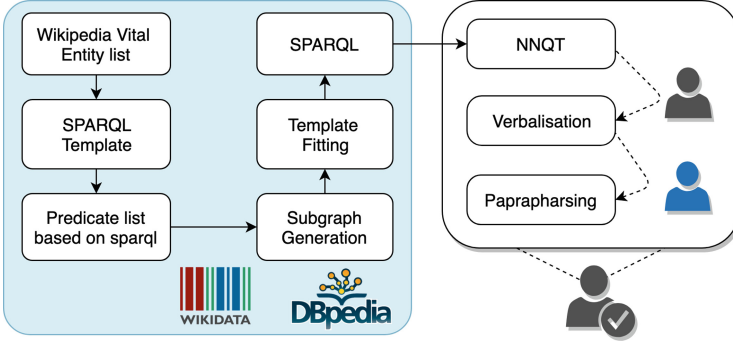 Wikipedia Vital
Entity list
SPARQL
Template
Predicate list
based on sparql
Subgraph
Generation
Template
Fitting
SPARQL
NNQT
Verbalisation
Paprapharsing
WIKIDATA
DBpedia